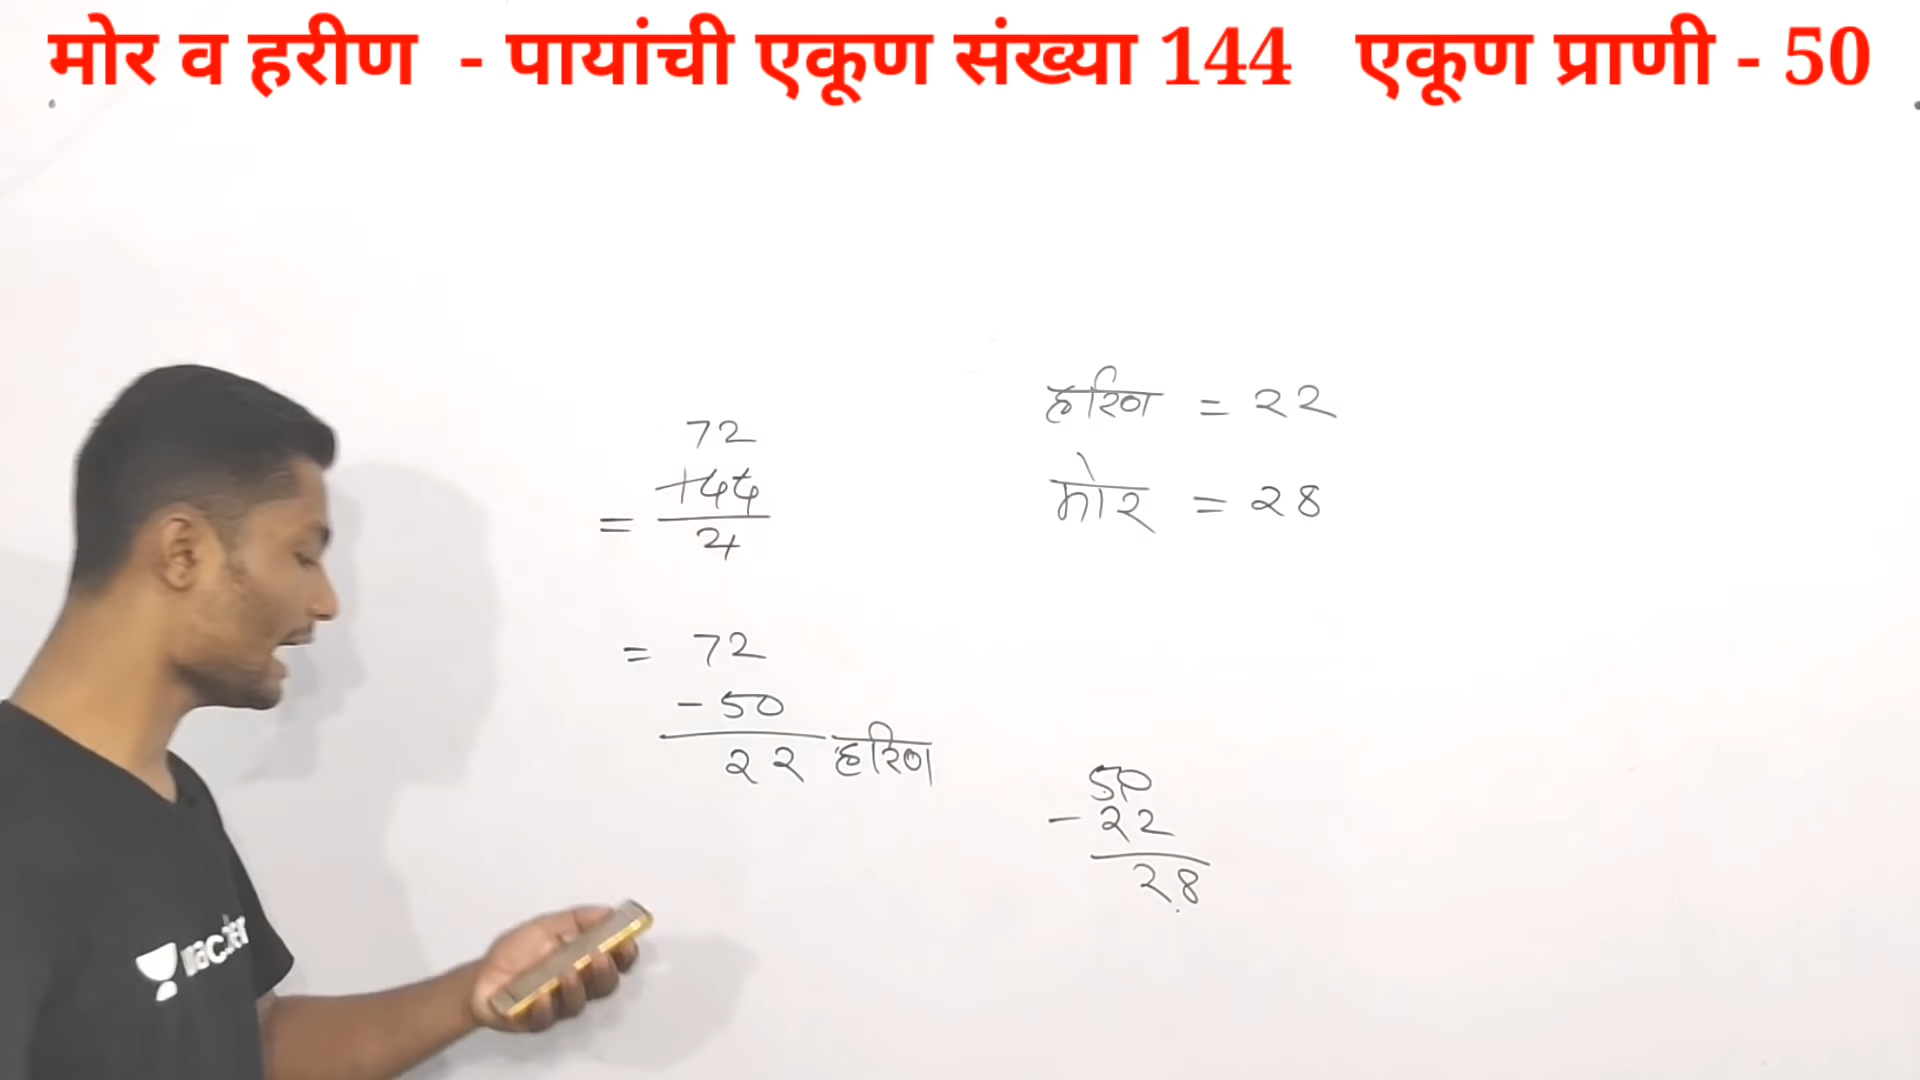 मोर व हरीण - पायांची एकूण संख्या 144 एकूण प्राणी - 50
72
= 144
2
= 72
- 50
22 हरिण
हरिण = 22
मोर = 28
50
- 22
28